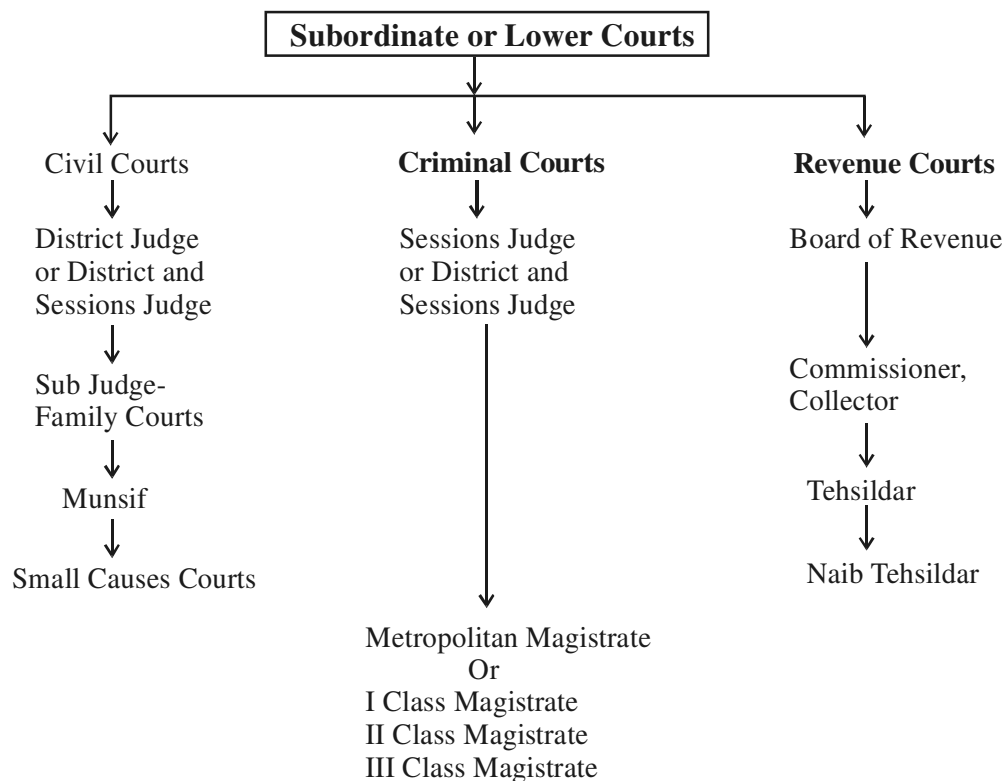 Subordinate or Lower Courts
Civil Courts
District Judge
or District and
Sessions Judge
Sub Judge-
Family Courts
Munsif
Small Causes Courts
Criminal Courts
Sessions Judge
or District and
Sessions Judge
Metropolitan Magistrate
Or
I Class Magistrate
II Class Magistrate
III Class Magistrate
Revenue Courts
Board of Revenue
Commissioner,
Collector
Tehsildar
Naib Tehsildar